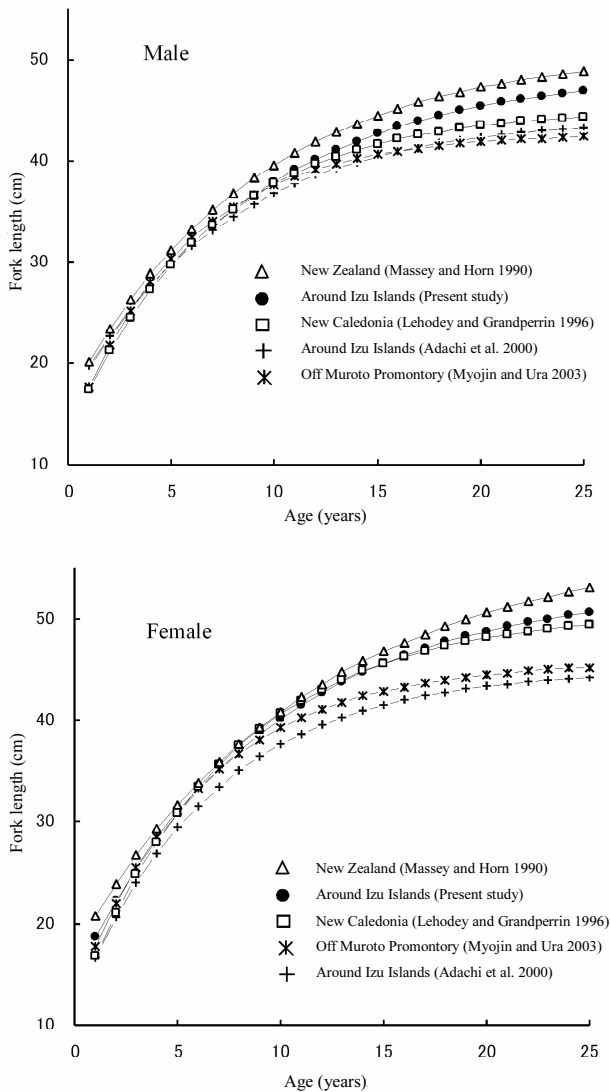 Male
50
40
30
20
10
Fork length (cm)
New Zealand (Massey and Horn 1990)
Around Izu Islands (Present study)
New Caledonia (Lehodey and Grandperrin 1996)
Around Izu Islands (Adachi et al. 2000)
Off Muroto Promontory (Myojin and Ura 2003)
0 5 10 15 20 25
Age (years)
Female
50
40
30
20
10
Fork length (cm)
New Zealand (Massey and Horn 1990)
Around Izu Islands (Present study)
New Caledonia (Lehodey and Grandperrin 1996
Off Muroto Promontory (Myojin and Ura 2003)
Around Izu Islands (Adachi et al. 2000)
0 5 10 15 20 25
Age (years)